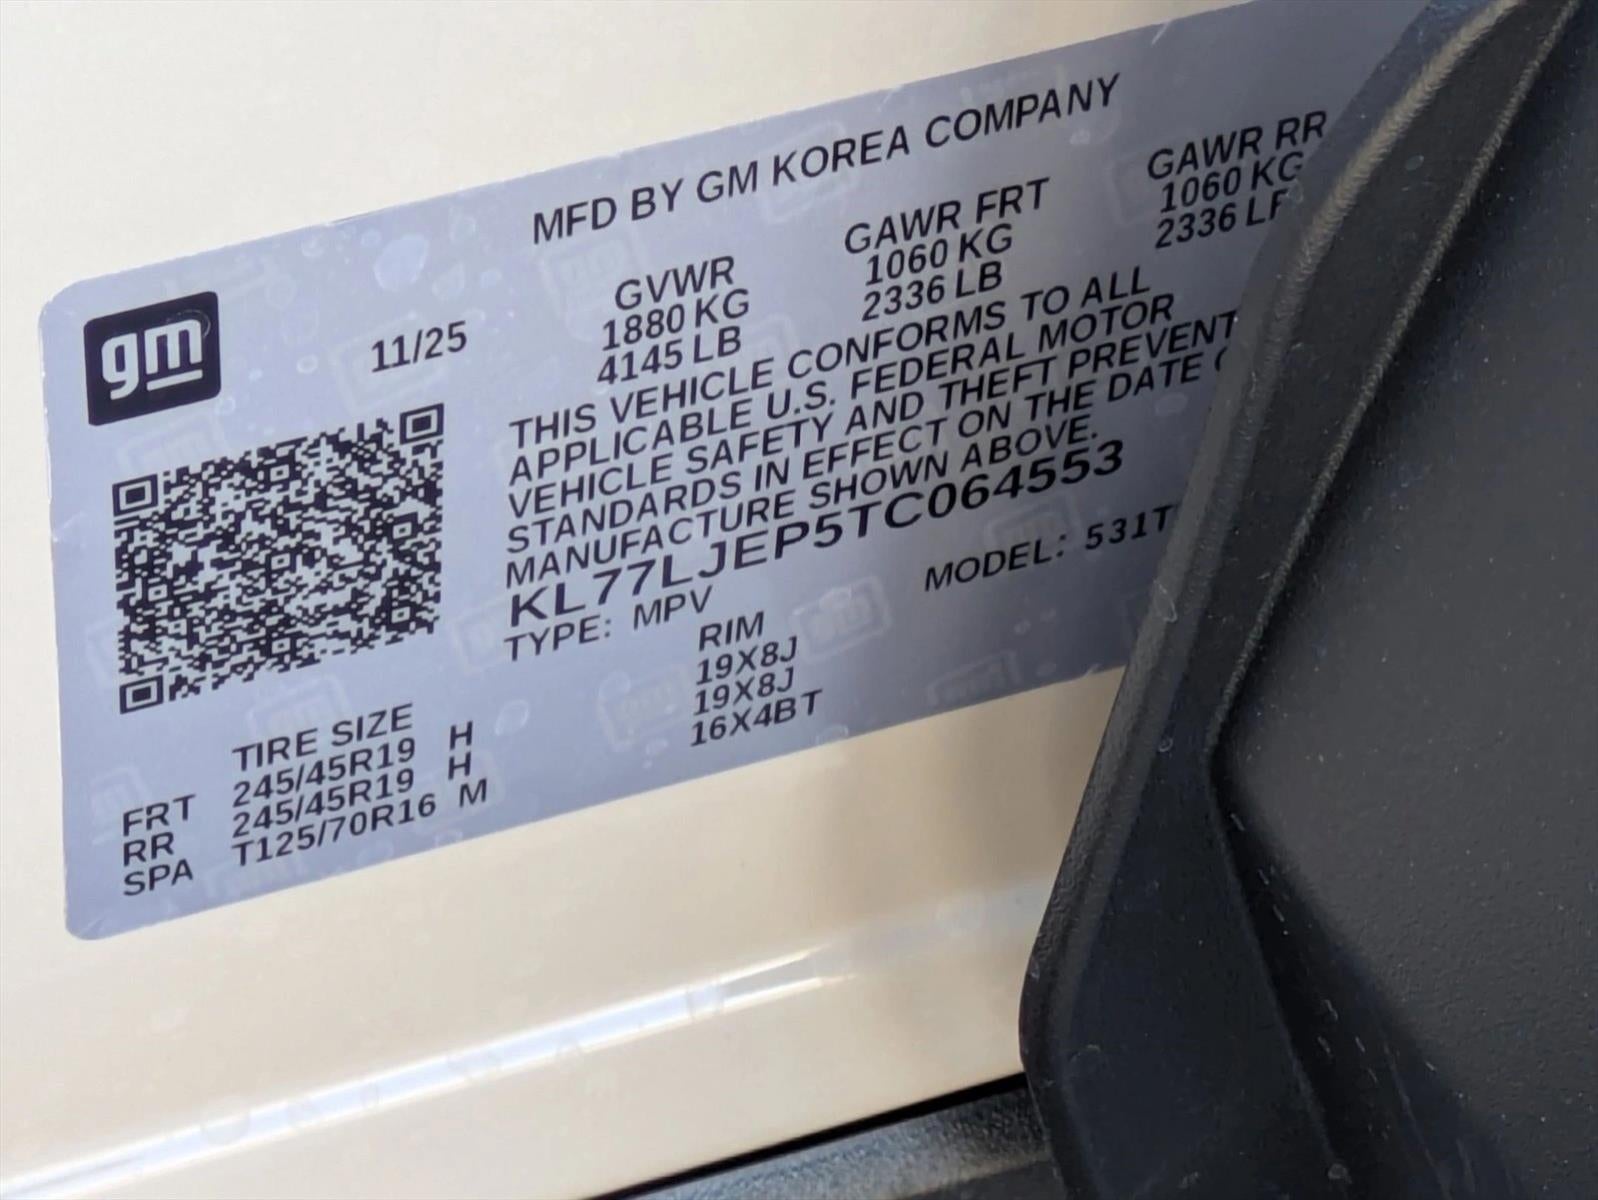 MFD BY GM KOREA COMPANY
gm
11/25
GVWR GAWR FRT GAWR RR
1880 KG 1060 KG 1060 KG
4145 LB 2336 LB 2336
THIS VEHICLE CONFORMS TO ALL
APPLICABLE U.S. FEDERAL MOTOR
VEHICLE SAFETY AND THEFT PREVENT
STANDARDS IN EFFECT ON THE DATE
MANUFACTURE SHOWN ABOVE.
KL77LJEP5TC064553
TYPE: MPV MODEL: 531T
TIRE SIZE RIM
FRT 245/45R19 H 19X8J
RR 245/45R19 H 19X8J
SPA T125/70R16 M 16X4BT